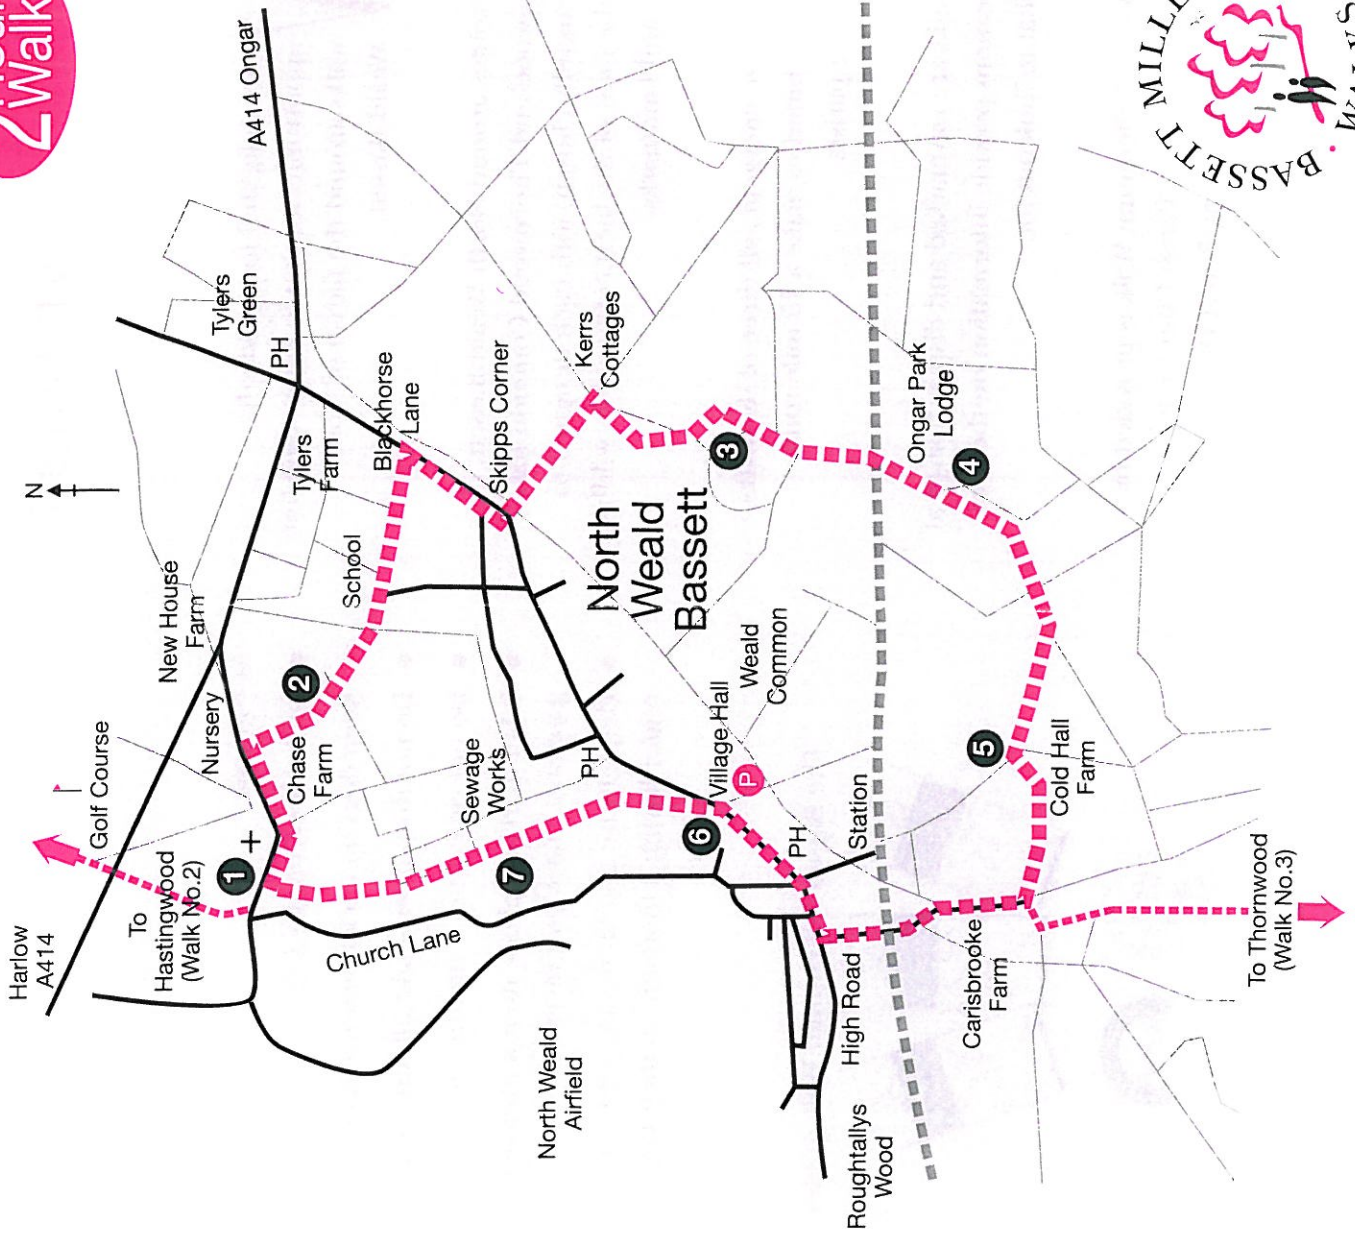 2
Walk
Harlow
A414
N
Golf Course
A414 Ongar
To
Hastingwood
(Walk No.2)
New House
Farm
Nursery
Tylers
Green
PH
1
2
Chase
Farm
Tylers
Farm
School
Blackhorse
Lane
Church Lane
Sewage
Works
Skipps Corner
7
North Weald
Airfield
PH
Kerrs
Cottages
North
Weald
Bassett
6
Village Hall
P
3
Weald
Common
PH
Station
High Road
Roughtallys
Wood
Ongar Park
Lodge
4
Carisbrooke
Farm
5
Cold Hall
Farm
To Thornwood
(Walk No.3)
BASSETT MILL